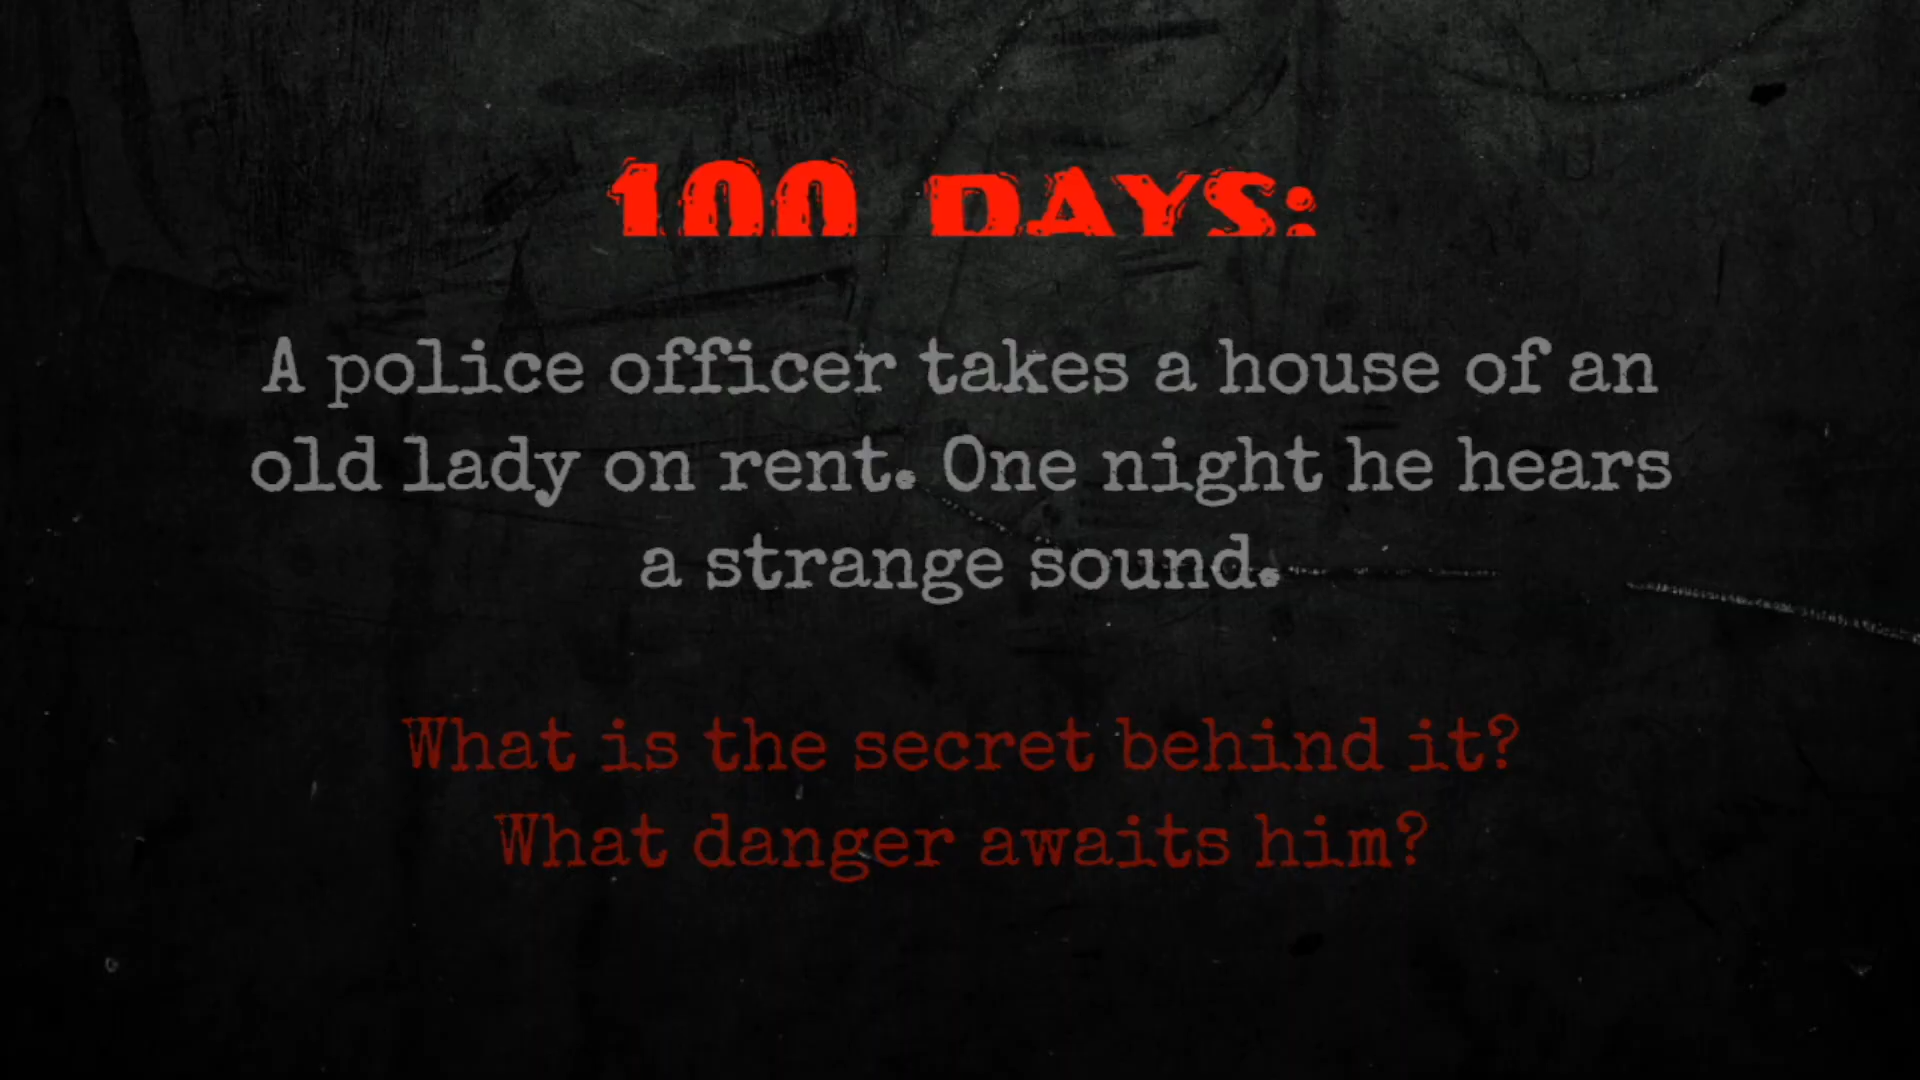 100 DAYS:
A police officer takes a house of an
old lady on rent. One night he hears
a strange sound.
What is the secret behind it?
What danger awaits him?